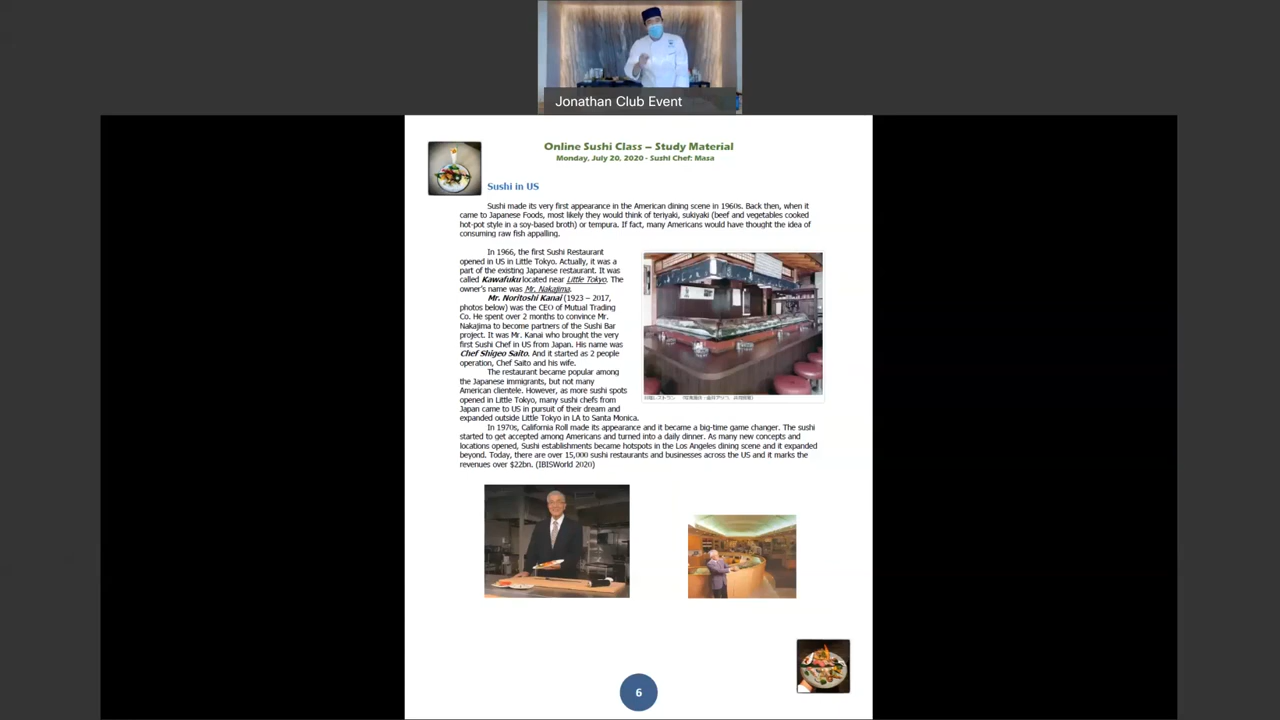 Jonathan Club Event
Online Sushi Class – Study Material
Monday, July 20, 2020 - Sushi Chef: Masa
Sushi in US
Sushi made its very first appearance in the American dining scene in 1960s. Back then, when it
came to Japanese Foods, most likely they would think of teriyaki, sukiyaki (beef and vegetables cooked
hot-pot style in a soy-based broth) or tempura. If fact, many Americans would have thought the idea of
consuming raw fish appalling.
In 1966, the first Sushi Restaurant
opened in US in Little Tokyo. Actually, it was a
part of the existing Japanese restaurant. It was
called Kawafuku located near Little Tokyo. The
owner's name was Mr. Nakajima.
Mr. Noritoshi Kanai (1923 – 2017,
photos below) was the CEO of Mutual Trading
Co. He spent over 2 months to convince Mr.
Nakajima to become partners of the Sushi Bar
project. It was Mr. Kanai who brought the very
first Sushi Chef in US from Japan. His name was
Chef Shigeo Saito. And it started as 2 people
operation, Chef Saito and his wife.
The restaurant became popular among
the Japanese immigrants, but not many
American clientele. However, as more sushi spots
opened in Little Tokyo, many sushi chefs from
Japan came to US in pursuit of their dream and
expanded outside Little Tokyo in LA to Santa Monica.
In 1970s, California Roll made its appearance and it became a big-time game changer. The sushi
started to get accepted among Americans and turned into a daily dinner. As many new concepts and
locations opened, Sushi establishments became hotspots in the Los Angeles dining scene and it expanded
beyond. Today, there are over 15,000 sushi restaurants and businesses across the US and it marks the
revenues over $22bn. (IBISWorld 2020)
6